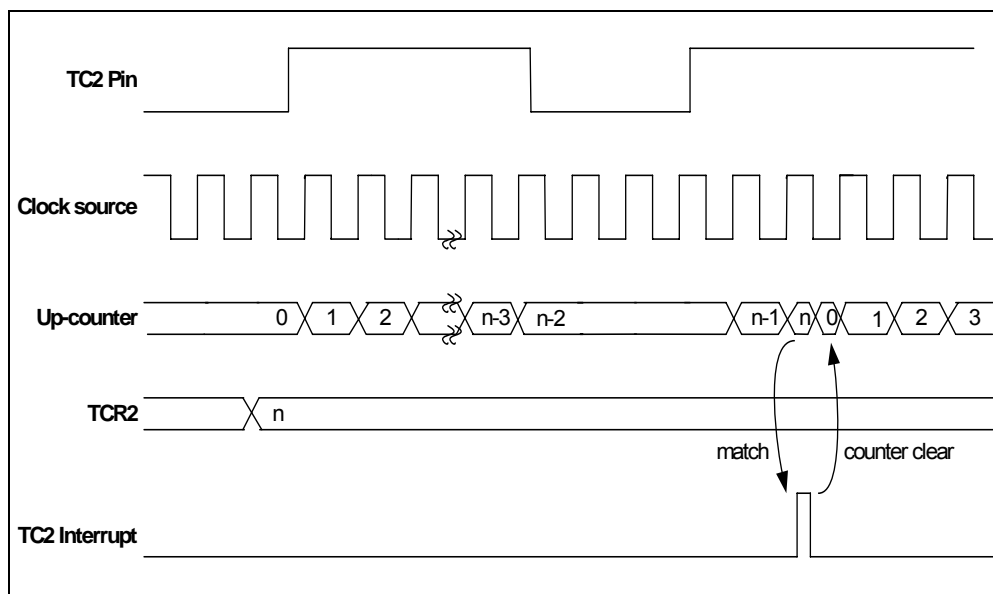 TC2 Pin
Clock source
Up-counter 0 1 2 n-3 n-2 n-1 n 0 1 2 3
TCR2 n
match counter clear
TC2 Interrupt